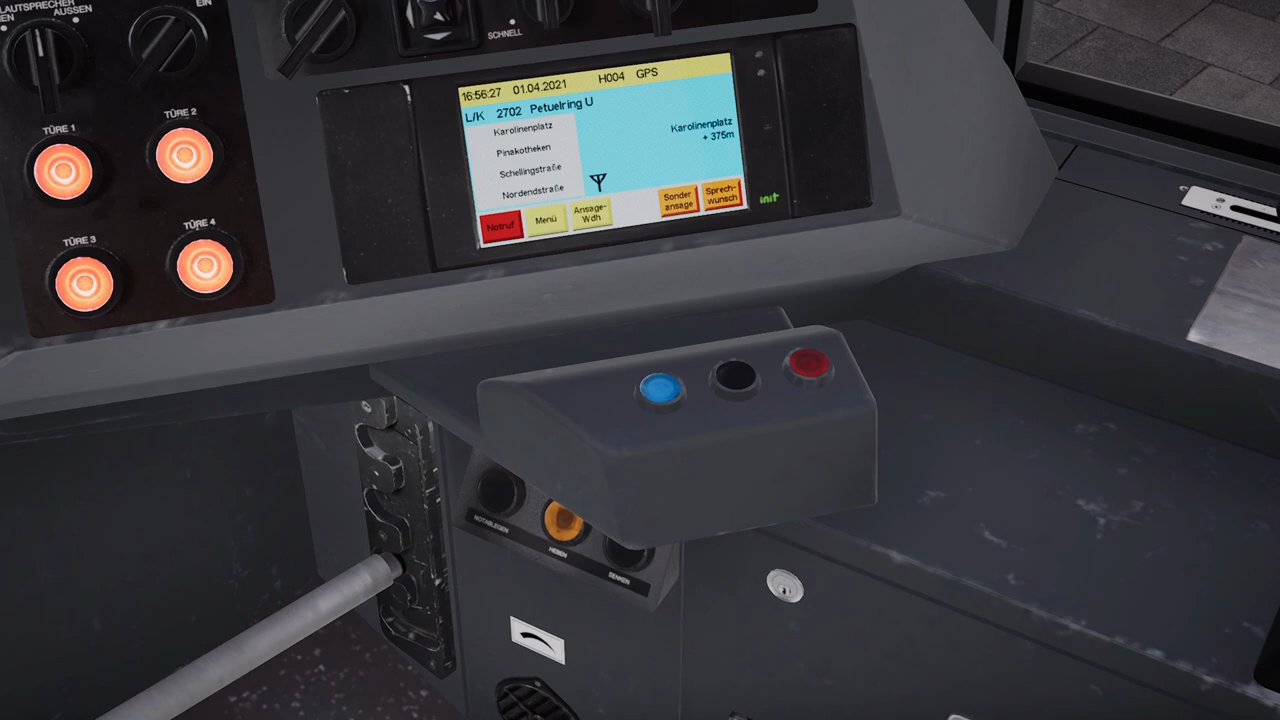 LAUTSPRECHER
AUSSEN
EIN
SCHNELL
TÜRE 1
TÜRE 2
TÜRE 3
TÜRE 4
16:56:27 01.04.2021 H004 GPS
L/K 2702 Petuelring U
Karolinenplatz
Pinakotheken
Schellingstraße
Nordendstraße
Karolinenplatz
+ 375m
Notruf
Menü
Ansage-
Wdh
Sonder
ansage
Sprech-
wunsch
init
NOTABLEGEN
HEBEN
SENKEN